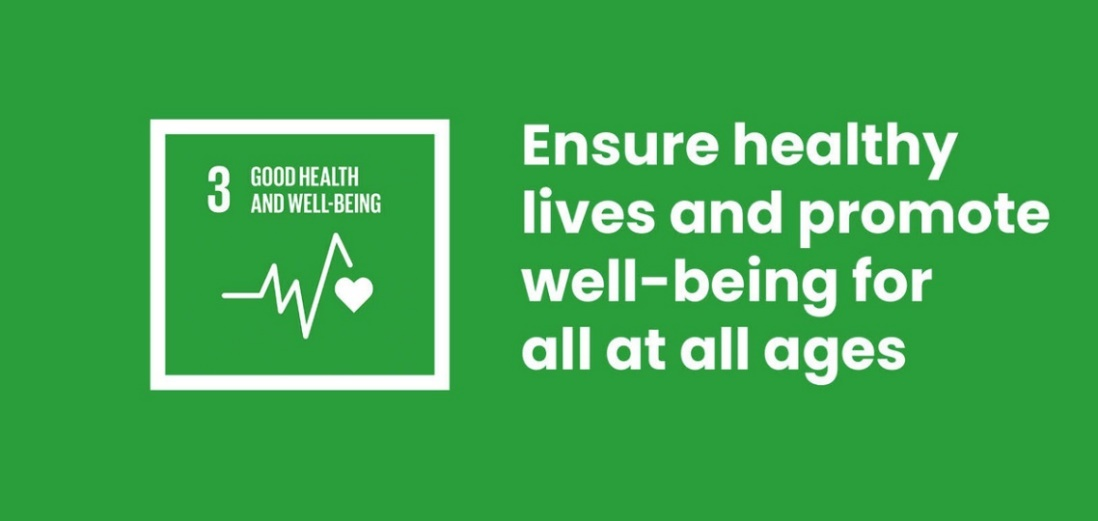 3
GOOD HEALTH
AND WELL-BEING
Ensure healthy
lives and promote
well-being for
all at all ages